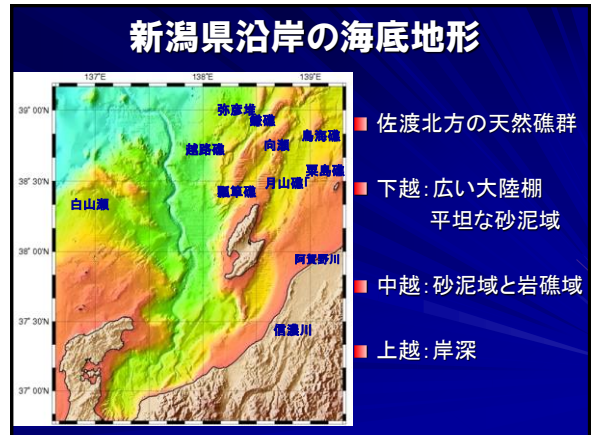 新潟県沿岸の海底地形
137°E 138°E 139°E
39°00'N
38°30'N
38°00'N
37°30'N
37°00'N
弥彦堆
鎌礁
鳥海礁
向瀬
越路礁
粟島礁
月山礁
瓢箪礁
白山瀬
阿賀野川
信濃川
佐渡北方の天然礁群
下越:広い大陸棚
平坦な砂泥域
中越:砂泥域と岩礁域
上越:岸深